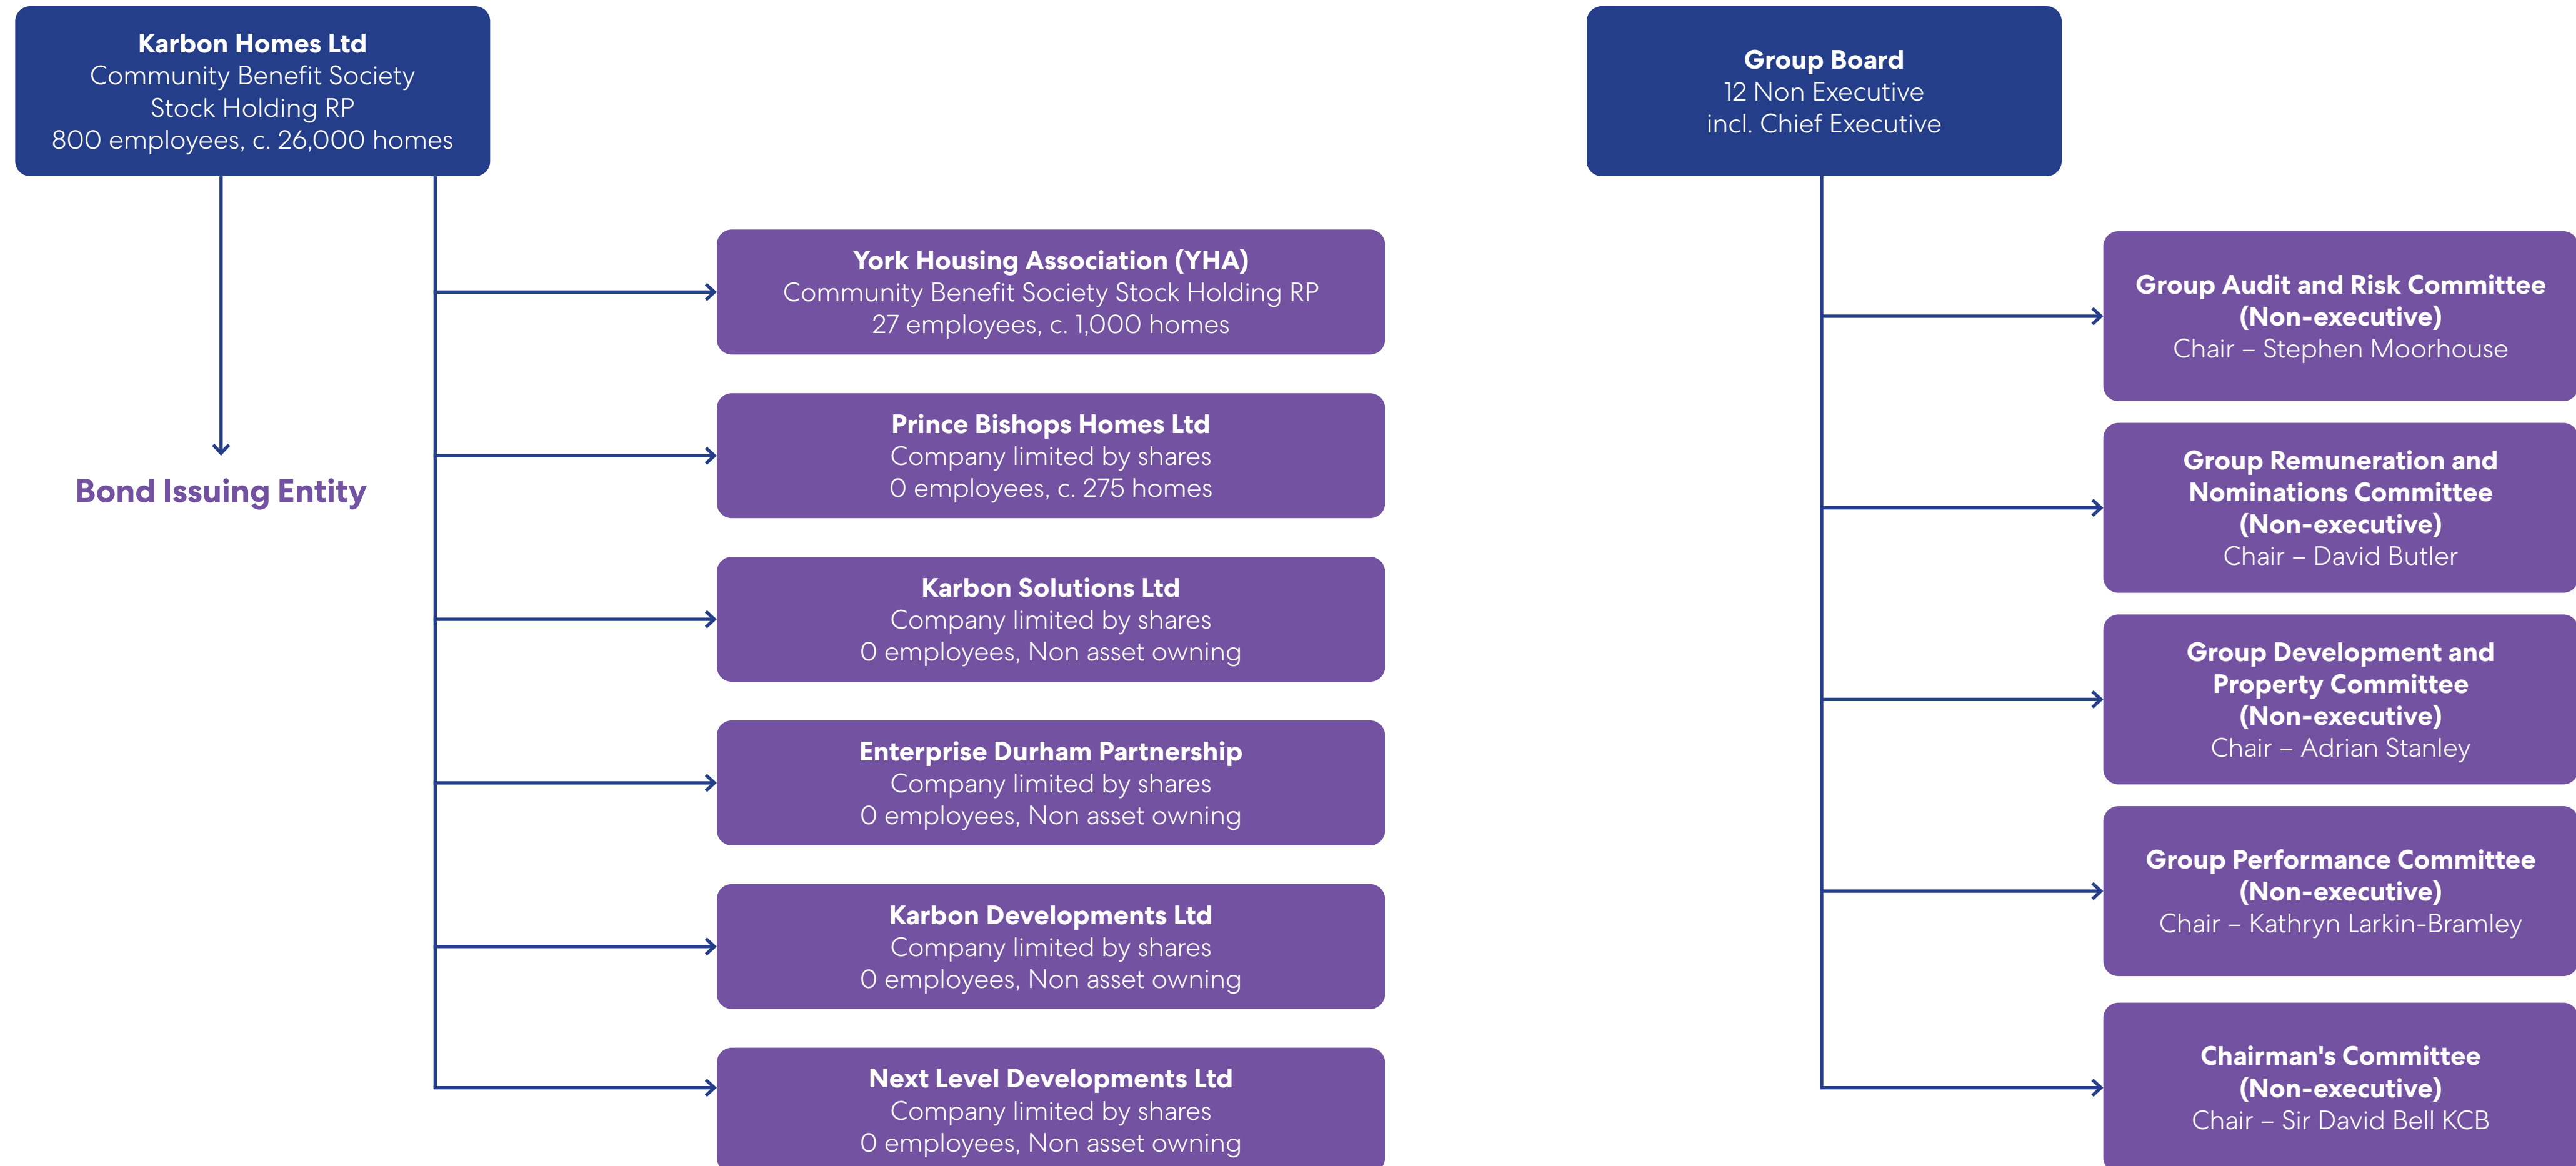 Karbon Homes Ltd
Community Benefit Society
Stock Holding RP
800 employees, c. 26,000 homes
Bond Issuing Entity
York Housing Association (YHA)
Community Benefit Society Stock Holding RP
27 employees, c. 1,000 homes
Prince Bishops Homes Ltd
Company limited by shares
0 employees, c. 275 homes
Karbon Solutions Ltd
Company limited by shares
0 employees, Non asset owning
Enterprise Durham Partnership
Company limited by shares
0 employees, Non asset owning
Karbon Developments Ltd
Company limited by shares
0 employees, Non asset owning
Next Level Developments Ltd
Company limited by shares
0 employees, Non asset owning
Group Board
12 Non Executive
incl. Chief Executive
Group Audit and Risk Committee
(Non-executive)
Chair – Stephen Moorhouse
Group Remuneration and
Nominations Committee
(Non-executive)
Chair – David Butler
Group Development and
Property Committee
(Non-executive)
Chair – Adrian Stanley
Group Performance Committee
(Non-executive)
Chair – Kathryn Larkin-Bramley
Chairman's Committee
(Non-executive)
Chair – Sir David Bell KCB